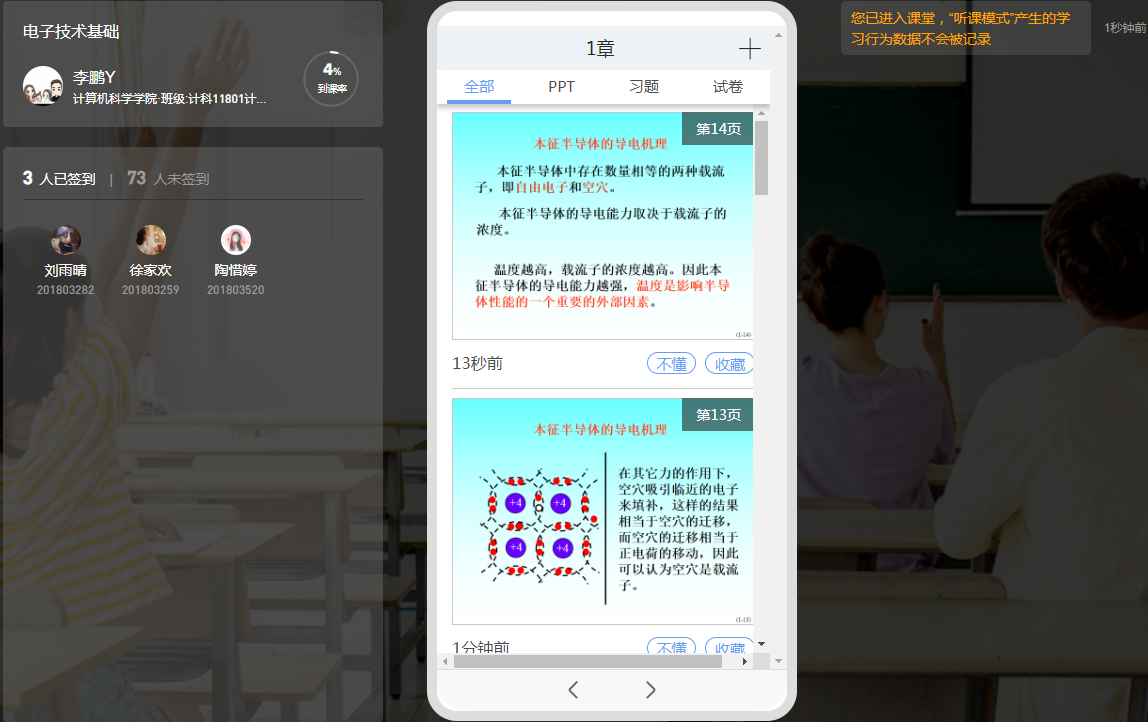 电子技术基础
李鹏Y
计算机科学学院·班级:计科11801计...
4%
到课率
3 人已签到 | 73 人未签到
刘雨晴
201803282
徐家欢
201803259
陶惜婷
201803520
1章
全部
PPT
习题
试卷
第14页
本征半导体的导电机理
本征半导体中存在数量相等的两种载流
子，即自由电子和空穴。
本征半导体的导电能力取决于载流子的
浓度。
温度越高，载流子的浓度越高。因此本
征半导体的导电能力越强，温度是影响半导
体性能的一个重要的外部因素。
(1-14)
13秒前
不懂
收藏
第13页
本征半导体的导电机理
+4
+4
+4
+4
在其它力的作用下，
空穴吸引临近的电子
来填补，这样的结果
相当于空穴的迁移，
而空穴的迁移相当于
正电荷的移动，因此
可以认为空穴是载流
子。
(1-13)
1分钟前
不懂
收藏
您已进入课堂，“听课模式”产生的学
习行为数据不会被记录
1秒钟前